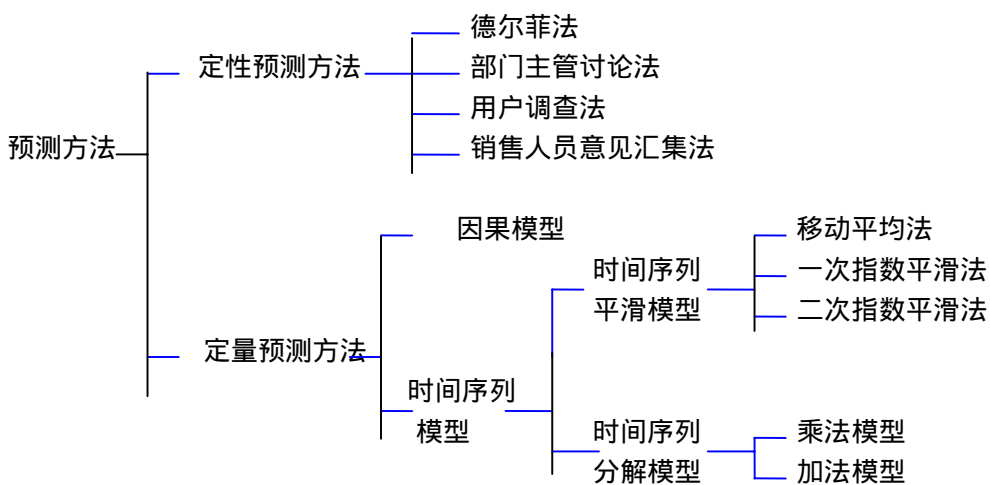 德尔菲法
定性预测方法
部门主管讨论法
用户调查法
预测方法
销售人员意见汇集法
因果模型
移动平均法
时间序列
平滑模型
一次指数平滑法
二次指数平滑法
定量预测方法
时间序列
模型
时间序列
分解模型
乘法模型
加法模型